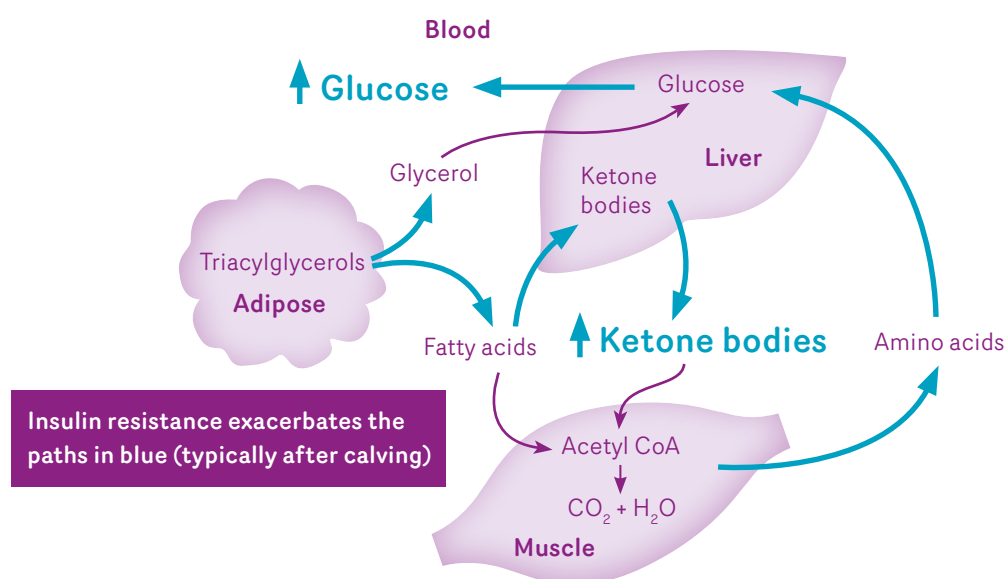 Blood
Glucose
Glucose
Liver
Glycerol
Ketone
bodies
Triacylglycerols
Adipose
Fatty acids
Ketone bodies
Amino acids
Insulin resistance exacerbates the
paths in blue (typically after calving)
Acetyl CoA
CO₂ + H₂O
Muscle